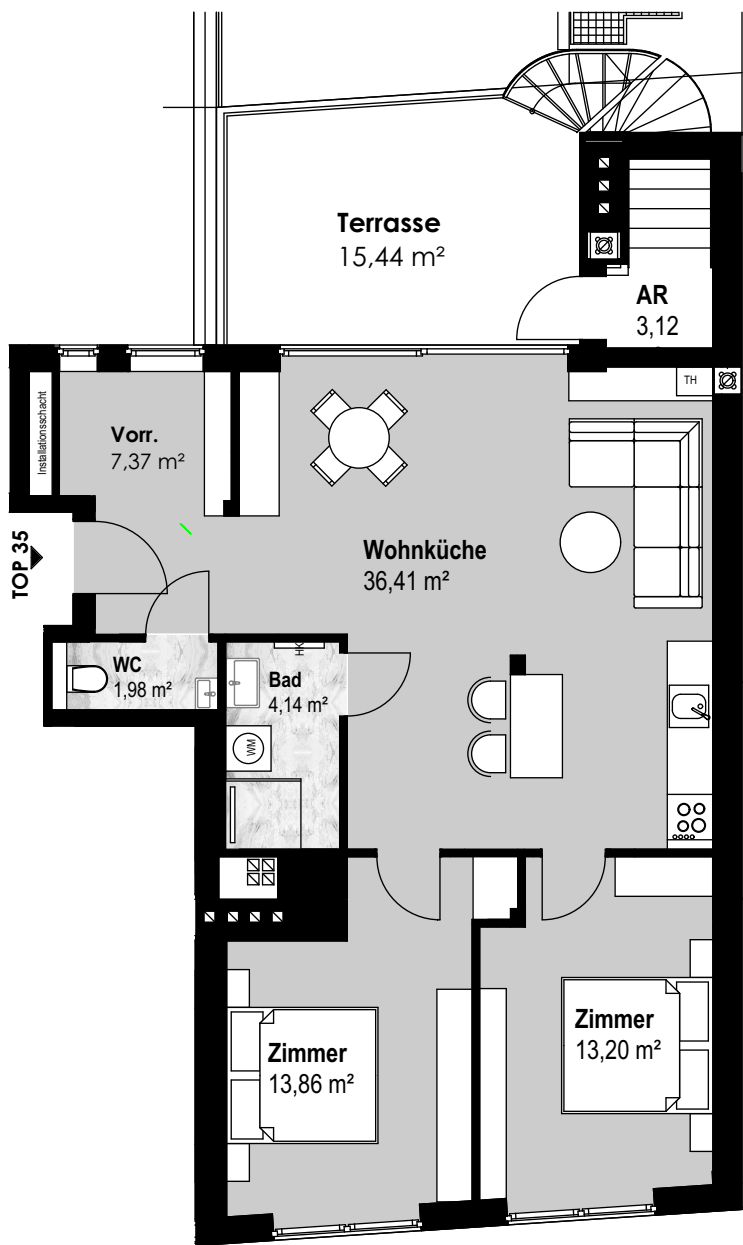 Terrasse
15,44 m²
AR
3,12
TH
Installationsschacht
Vorr.
7,37 m²
TOP 35
Wohnküche
36,41 m²
WC
1,98 m²
HK
Bad
4,14 m²
WM
Zimmer
13,86 m²
Zimmer
13,20 m²